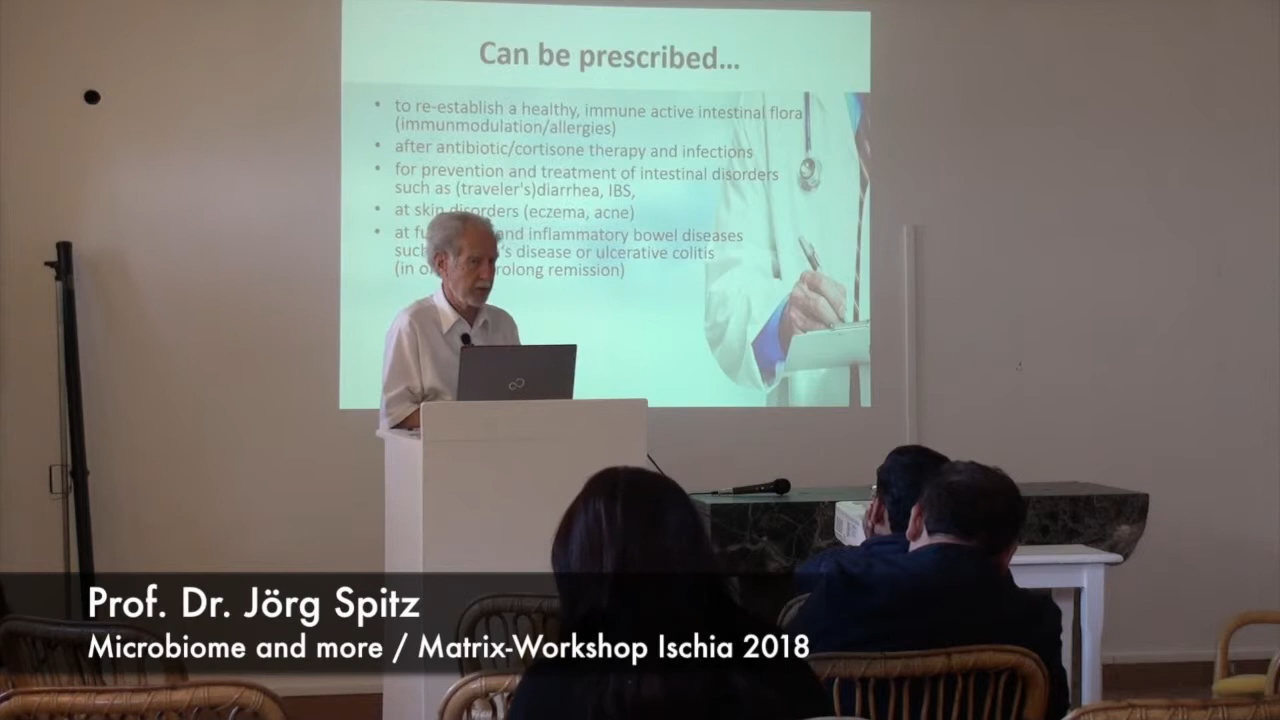 Can be prescribed...
• to re-establish a healthy, immune active intestinal flora
(immunmodulation/allergies)
• after antibiotic/cortisone therapy and infections
• for prevention and treatment of intestinal disorders
such as (traveler's)diarrhea, IBS,
• at skin disorders (eczema, acne)
• at and inflammatory bowel diseases
disease or ulcerative colitis
(in remission)
Prof. Dr. Jörg Spitz
Microbiome and more / Matrix-Workshop Ischia 2018